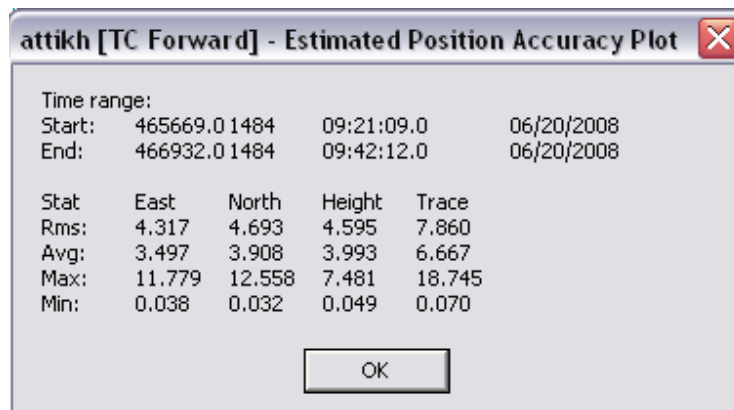 attikh [TC Forward] - Estimated Position Accuracy Plot
Time range:
Start: 465669.0 1484 09:21:09.0 06/20/2008
End: 466932.0 1484 09:42:12.0 06/20/2008
Stat East North Height Trace
Rms: 4.317 4.693 4.595 7.860
Avg: 3.497 3.908 3.993 6.667
Max: 11.779 12.558 7.481 18.745
Min: 0.038 0.032 0.049 0.070
OK